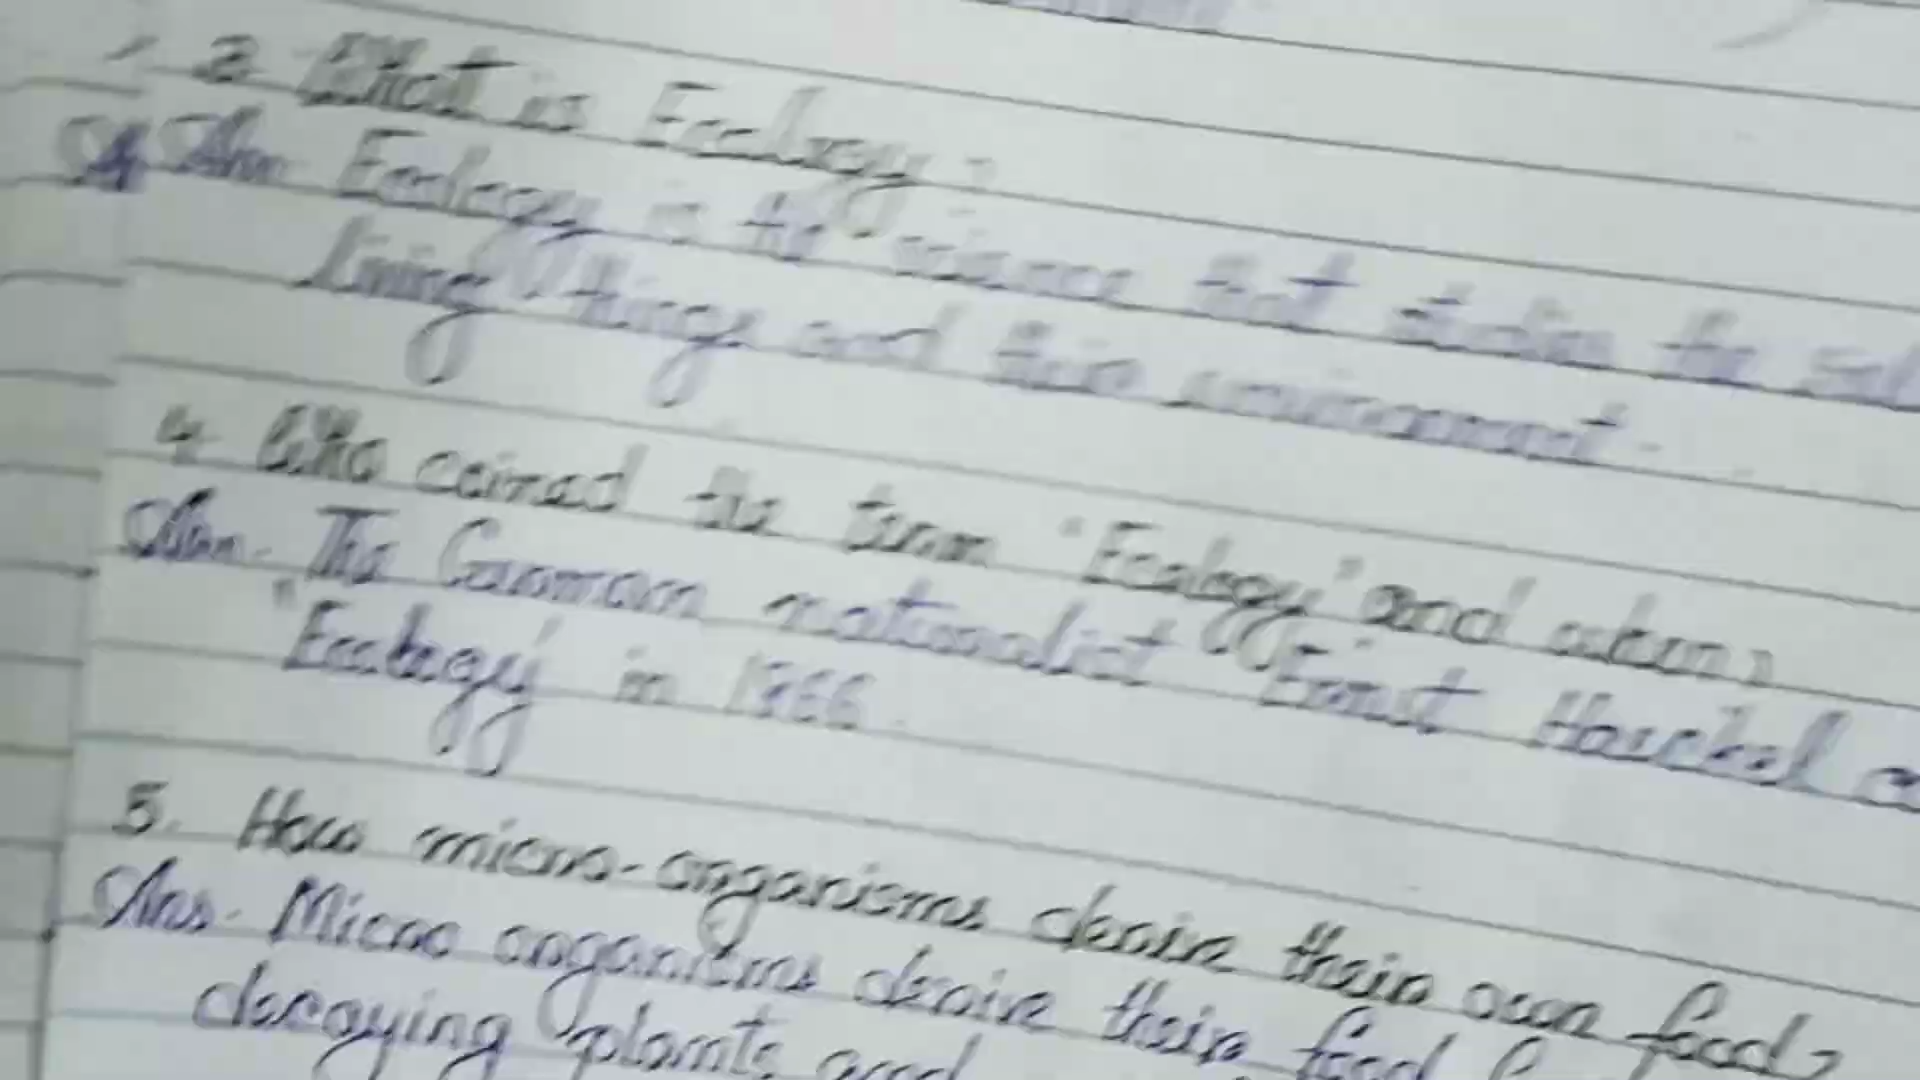 3. What is Ecology?
Ans. Ecology is the science that studies the
living things and their environment.
4. Who coined the term "Ecology" and when?
Ans. The German naturalist "Ernst Haeckel
"Ecology" in 1866.
5. How micro-organisms derive their own food?
Ans. Micro organisms derive their food
decaying plants and